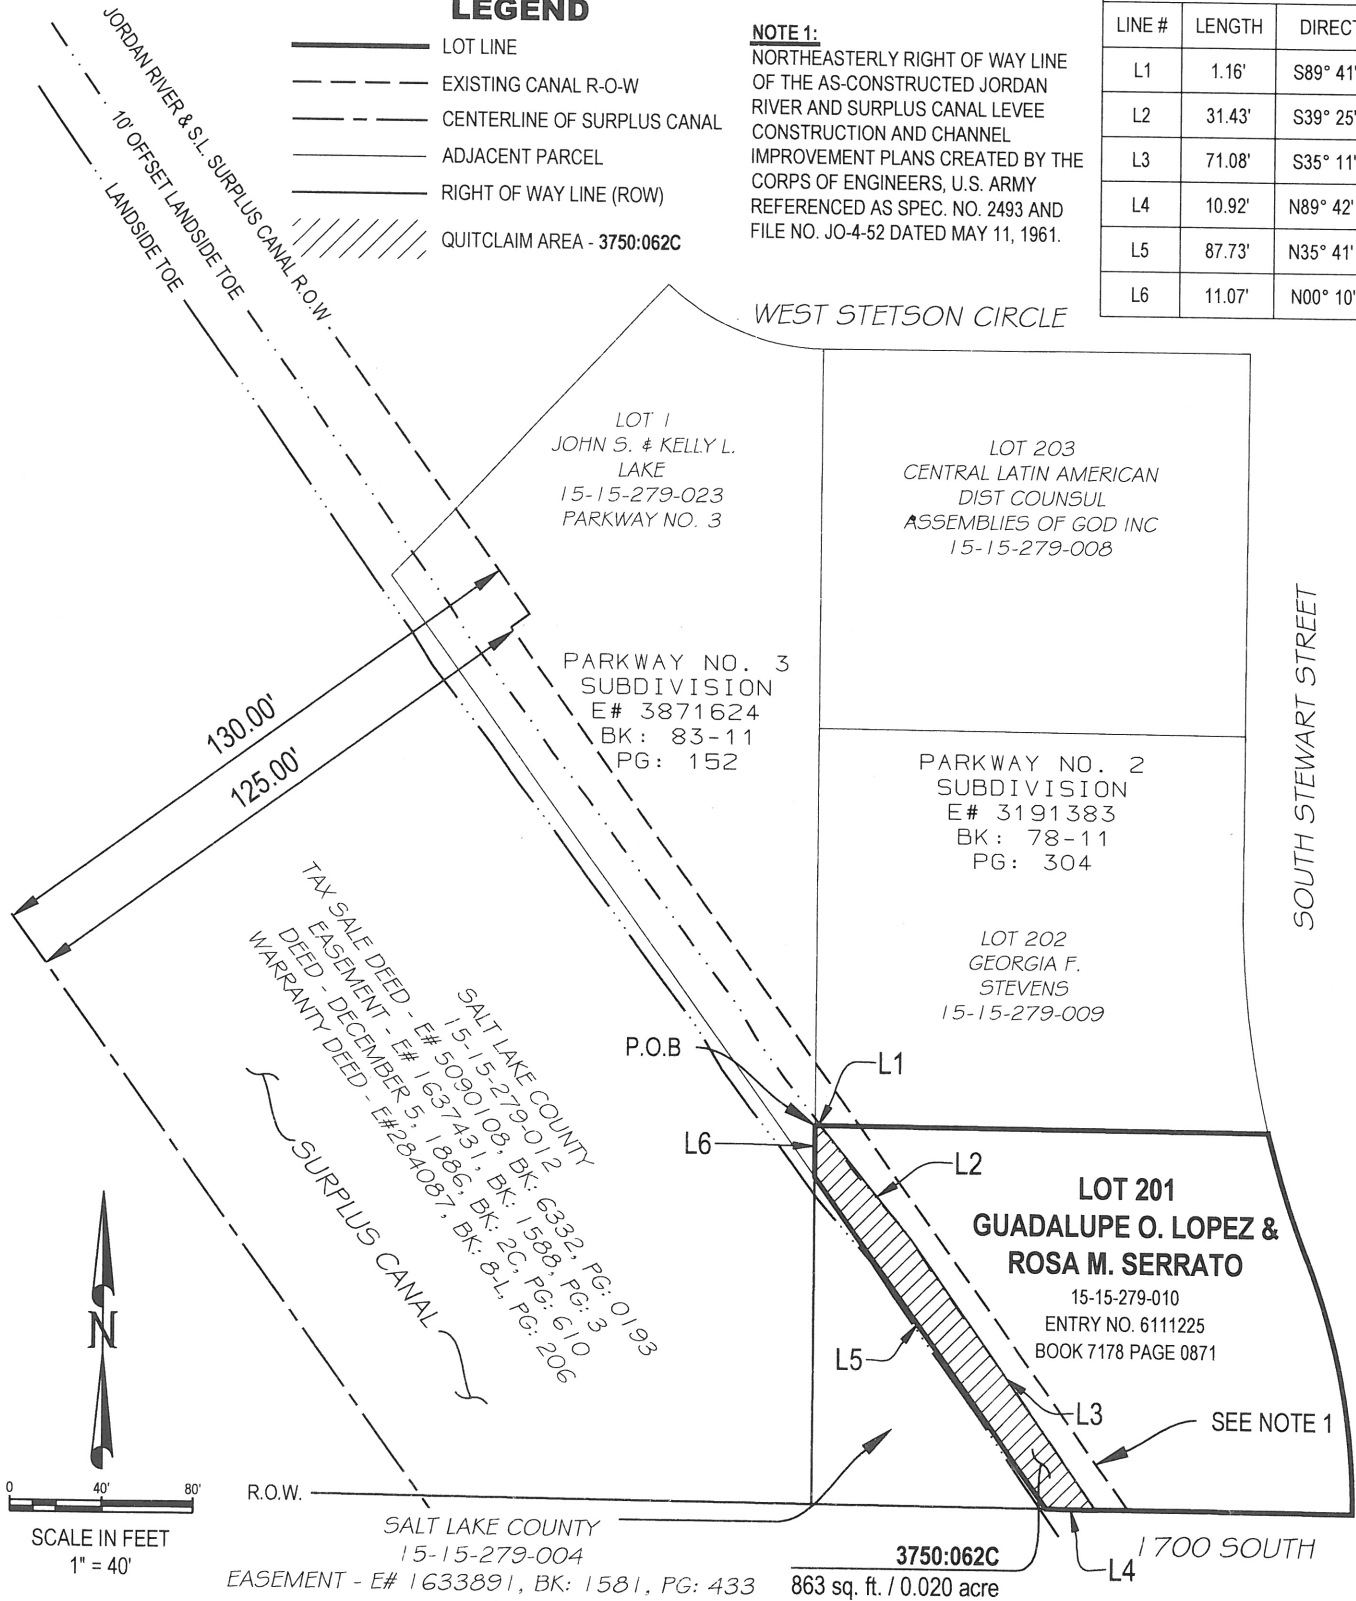 LEGEND
LOT LINE
EXISTING CANAL R-O-W
CENTERLINE OF SURPLUS CANAL
ADJACENT PARCEL
RIGHT OF WAY LINE (ROW)
QUITCLAIM AREA - 3750:062C
NOTE 1:
NORTHEASTERLY RIGHT OF WAY LINE
OF THE AS-CONSTRUCTED JORDAN
RIVER AND SURPLUS CANAL LEVEE
CONSTRUCTION AND CHANNEL
IMPROVEMENT PLANS CREATED BY THE
CORPS OF ENGINEERS, U.S. ARMY
REFERENCED AS SPEC. NO. 2493 AND
FILE NO. JO-4-52 DATED MAY 11, 1961.
LINE # LENGTH DIRECT
L1 1.16' S89° 41'
L2 31.43' S39° 25'
L3 71.08' S35° 11'
L4 10.92' N89° 42'
L5 87.73' N35° 41'
L6 11.07' N00° 10'
JORDAN RIVER & S.L. SURPLUS CANAL R.O.W.
10' OFFSET LANDSIDE TOE
LANDSIDE TOE
WEST STETSON CIRCLE
LOT 1
JOHN S. & KELLY L.
LAKE
15-15-279-023
PARKWAY NO. 3
LOT 203
CENTRAL LATIN AMERICAN
DIST COUNSUL
ASSEMBLIES OF GOD INC
15-15-279-008
SOUTH STEWART STREET
PARKWAY NO. 3
SUBDIVISION
E# 3871624
BK: 83-11
PG: 152
130.00'
125.00'
PARKWAY NO. 2
SUBDIVISION
E# 3191383
BK: 78-11
PG: 304
LOT 202
GEORGIA F.
STEVENS
15-15-279-009
SALT LAKE COUNTY
15-15-279-012
TAX SALE DEED - E# 5090108, BK: 6332, PG: 0193
EASEMENT - E# 1637431, BK: 1588, PG: 3
DEED - DECEMBER 5, 1886, BK: 2C, PG: 610
WARRANTY DEED - E#284087, BK: 8-L, PG: 206
SURPLUS CANAL
P.O.B
L1
L6
L2
LOT 201
GUADALUPE O. LOPEZ &
ROSA M. SERRATO
15-15-279-010
ENTRY NO. 6111225
BOOK 7178 PAGE 0871
L5
L3
SEE NOTE 1
N
0 40' 80'
SCALE IN FEET
1" = 40'
R.O.W.
SALT LAKE COUNTY
15-15-279-004
EASEMENT - E# 1633891, BK: 1581, PG: 433
3750:062C
863 sq. ft. / 0.020 acre
L4
1700 SOUTH